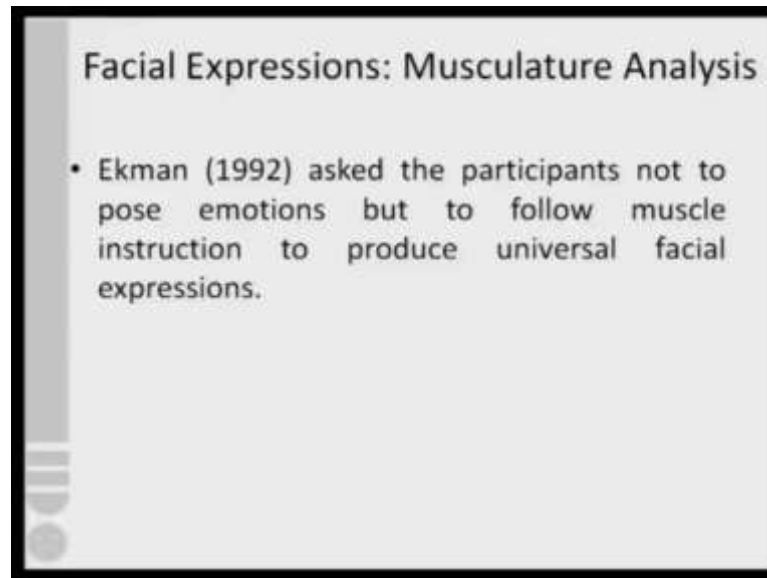 Facial Expressions: Musculature Analysis
• Ekman (1992) asked the participants not to
pose emotions but to follow muscle
instruction to produce universal facial
expressions.